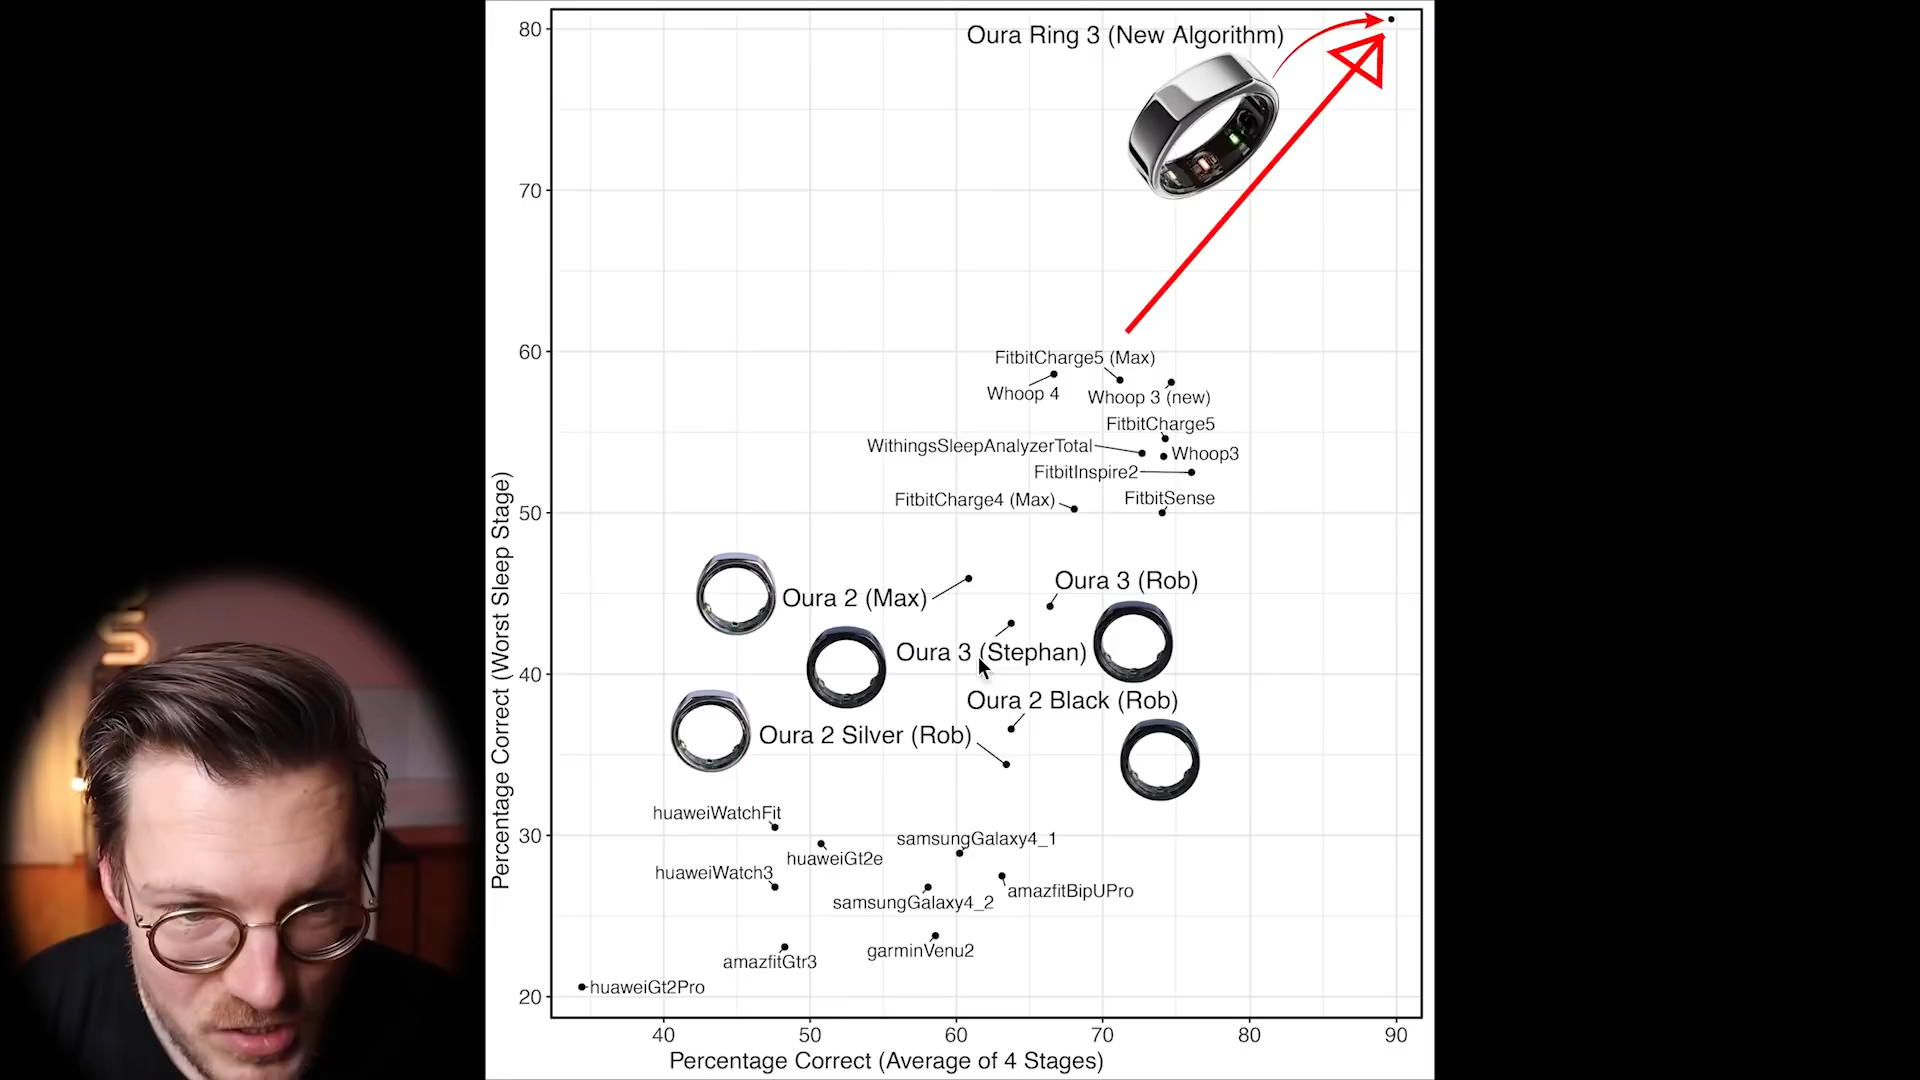 80
Oura Ring 3 (New Algorithm)
70
60
FitbitCharge5 (Max)
Whoop 4
Whoop 3 (new)
FitbitCharge5
WithingsSleepAnalyzerTotal
Whoop3
FitbitInspire2
FitbitCharge4 (Max)
FitbitSense
50
Oura 3 (Rob)
Oura 2 (Max)
Oura 3 (Stephan)
40
Oura 2 Black (Rob)
Oura 2 Silver (Rob)
huaweiWatchFit
30
samsungGalaxy4_1
huaweiGt2e
huaweiWatch3
amazfitBipUPro
samsungGalaxy4_2
garminVenu2
amazfitGtr3
huaweiGt2Pro
20
Percentage Correct (Worst Sleep Stage)
40 50 60 70 80 90
Percentage Correct (Average of 4 Stages)